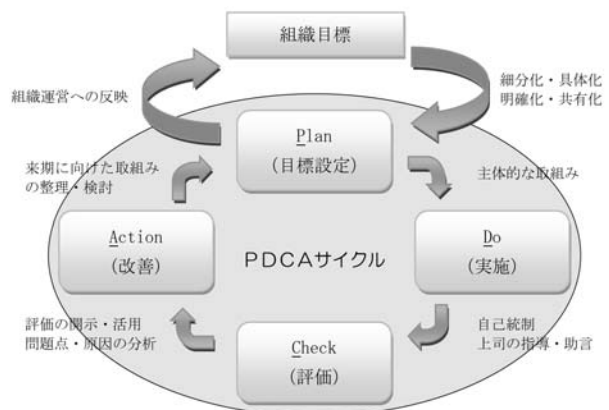 組織目標
組織運営への反映
細分化・具体化
明確化・共有化
Plan
(目標設定)
来期に向けた取組み
の整理・検討
主体的な取組み
Action
(改善)
PDCAサイクル
Do
(実施)
評価の開示・活用
問題点・原因の分析
自己統制
上司の指導・助言
Check
(評価)